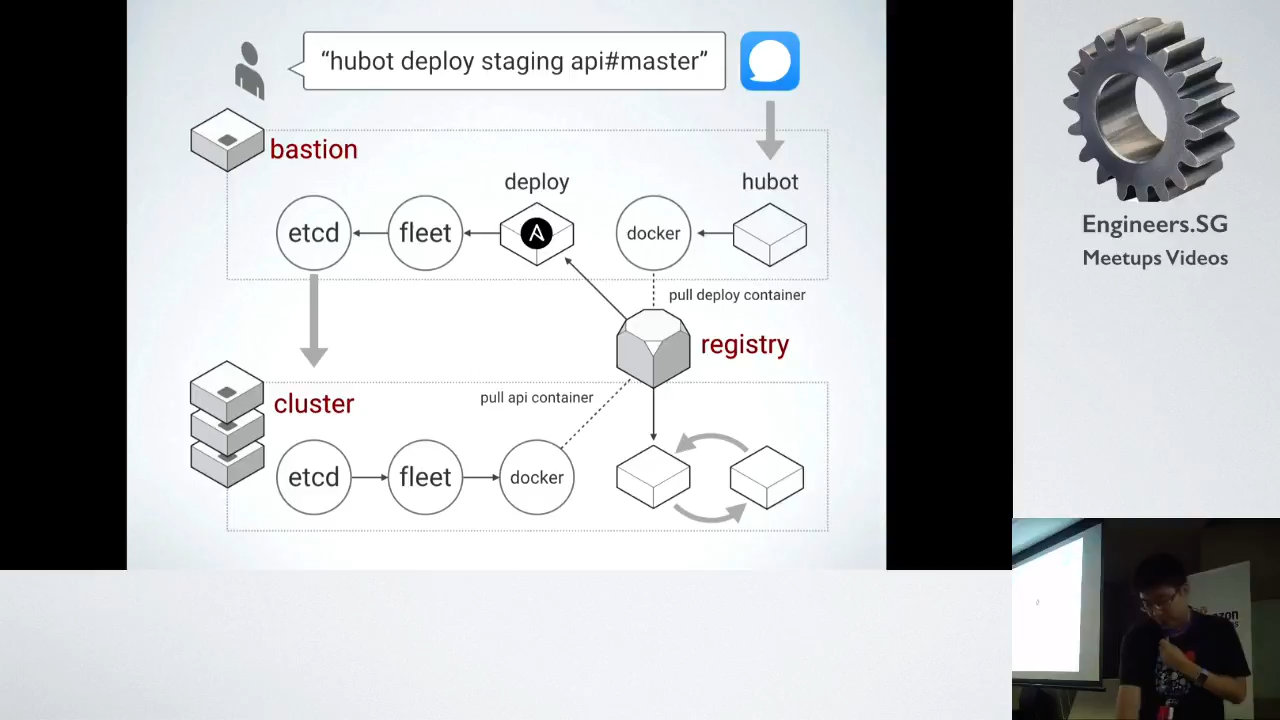 “hubot deploy staging api#master”
bastion
deploy
hubot
etcd
fleet
docker
pull deploy container
registry
pull api container
cluster
etcd
fleet
docker
Engineers.SG
Meetups Videos